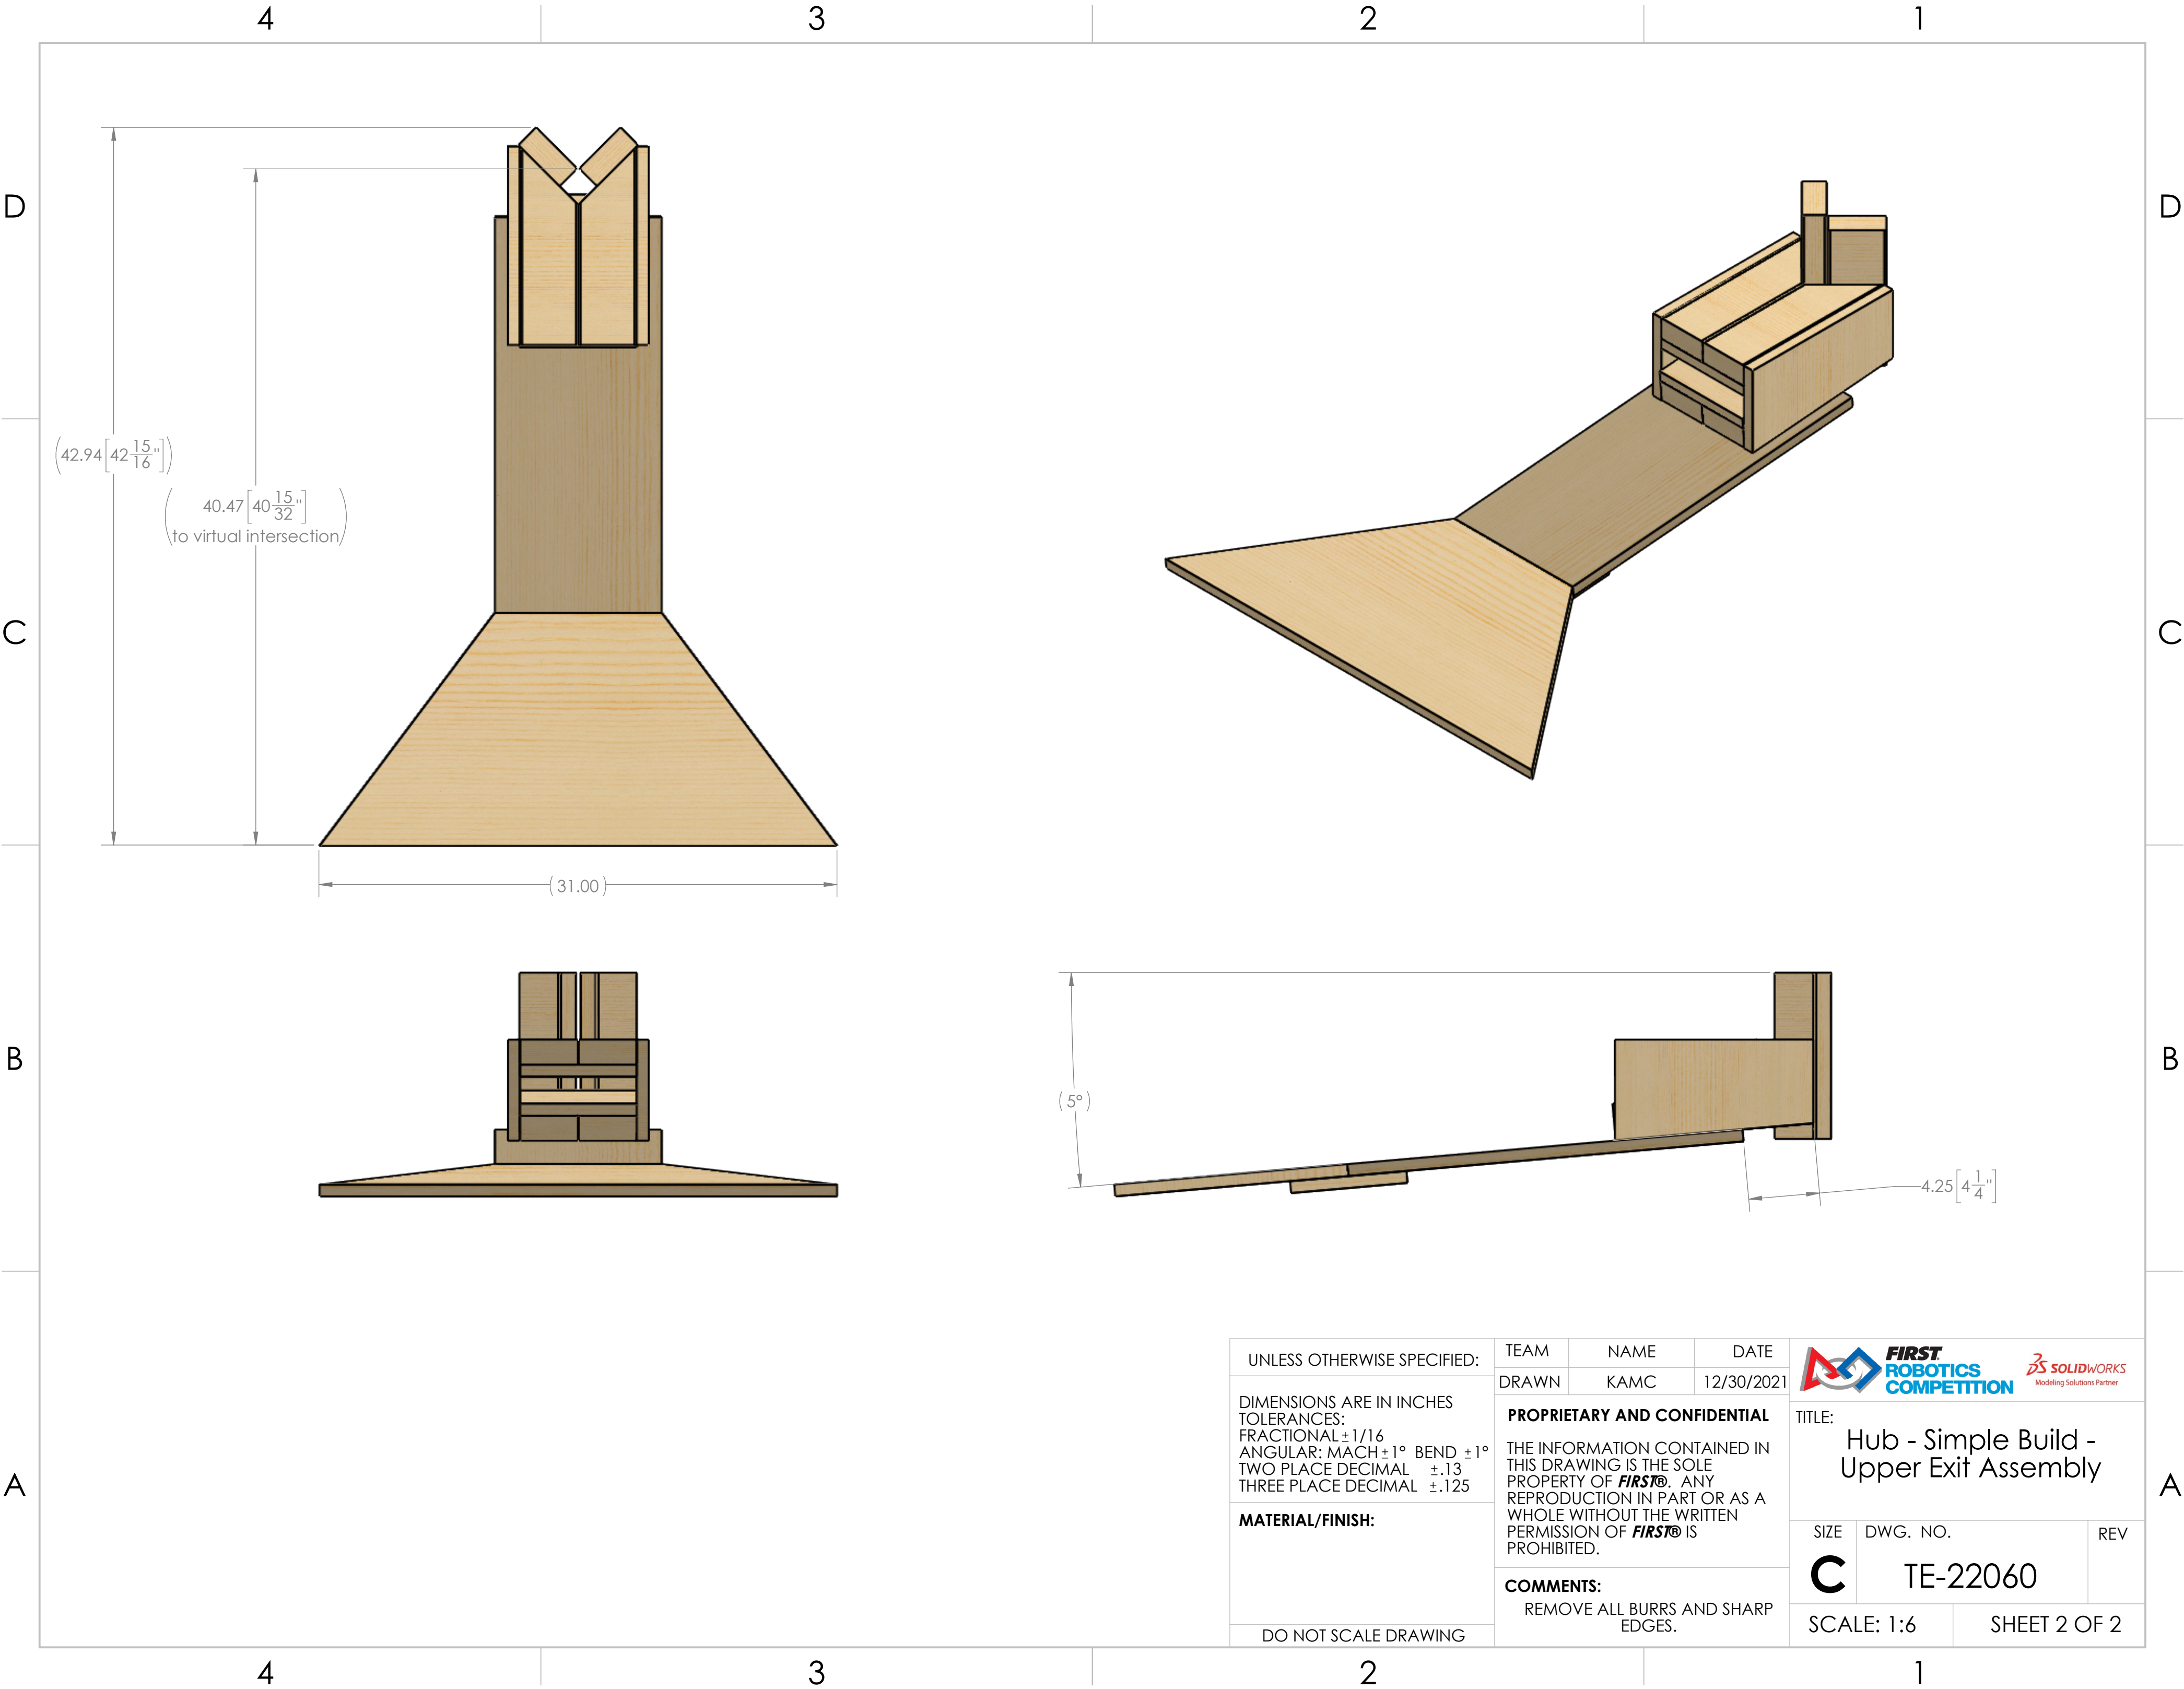 4 3 2 1
D D
(42.94[42 15/16"])
(40.47[40 15/32"]
to virtual intersection)
C C
(31.00)
B B
(5°)
4.25[4 1/4"]
A A
UNLESS OTHERWISE SPECIFIED:
DIMENSIONS ARE IN INCHES
TOLERANCES:
FRACTIONAL±1/16
ANGULAR: MACH±1° BEND ±1°
TWO PLACE DECIMAL ±.13
THREE PLACE DECIMAL ±.125
MATERIAL/FINISH:
DO NOT SCALE DRAWING
TEAM NAME DATE
DRAWN KAMC 12/30/2021
PROPRIETARY AND CONFIDENTIAL
THE INFORMATION CONTAINED IN
THIS DRAWING IS THE SOLE
PROPERTY OF FIRST®. ANY
REPRODUCTION IN PART OR AS A
WHOLE WITHOUT THE WRITTEN
PERMISSION OF FIRST® IS
PROHIBITED.
COMMENTS:
REMOVE ALL BURRS AND SHARP
EDGES.
FIRST
ROBOTICS
COMPETITION
SOLIDWORKS
Modeling Solutions Partner
TITLE:
Hub - Simple Build -
Upper Exit Assembly
SIZE DWG. NO. REV
C TE-22060
SCALE: 1:6 SHEET 2 OF 2
4 3 2 1